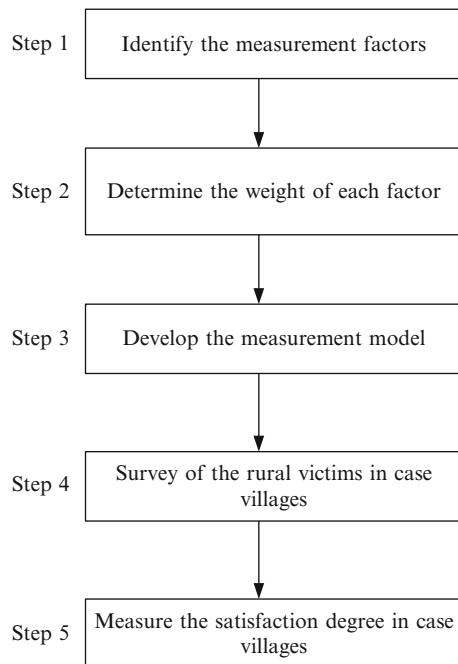 Step 1 Identify the measurement factors
Step 2 Determine the weight of each factor
Step 3 Develop the measurement model
Step 4 Survey of the rural victims in case
villages
Step 5 Measure the satisfaction degree in case
villages